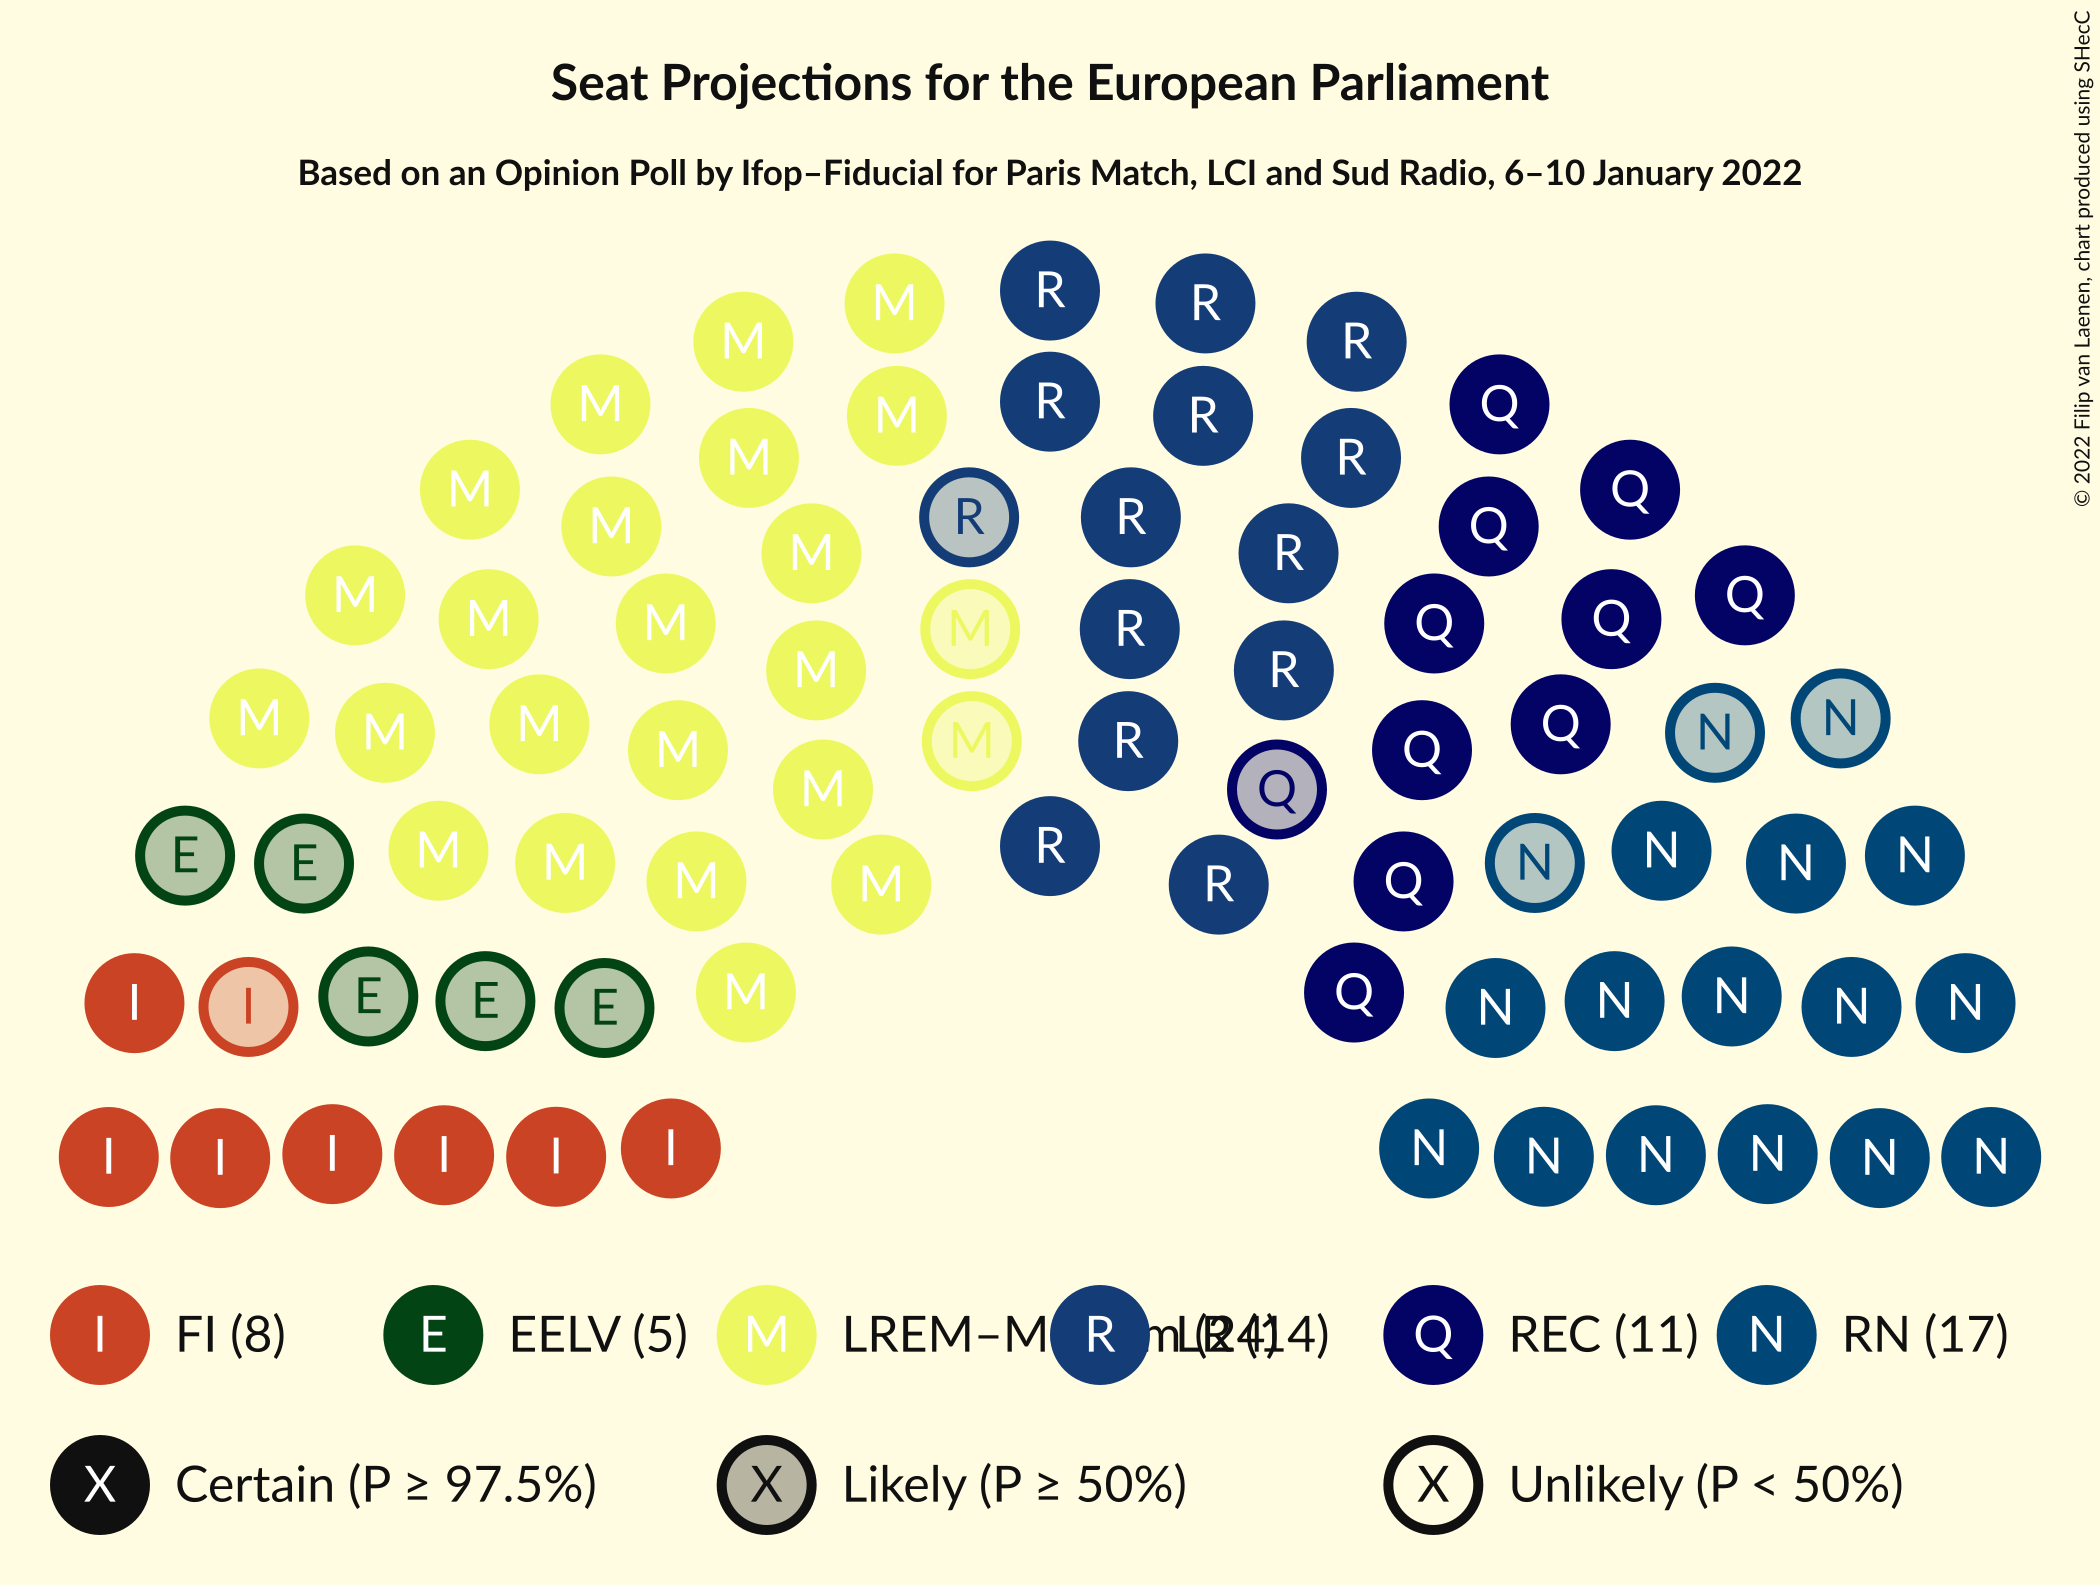 Seat Projections for the European Parliament
Based on an Opinion Poll by Ifop–Fiducial for Paris Match, LCI and Sud Radio, 6–10 January 2022
© 2022 Filip van Laenen, chart produced using SHecC
R
M R
M R
M R
R
M M R Q
M R
M Q
R R
M M R Q
M R
M M M Q Q Q
M R
M R
M M M Q N N
M M R Q
M Q
E E M M M R R Q N N N N
M
I I E E E M Q N N N N N
I I I I I I N N N N N N
I FI (8) E EELV (5) M LREM–M R LR (14) Q REC (11) N RN (17)
X Certain (P ≥ 97.5%) X Likely (P ≥ 50%) X Unlikely (P < 50%)